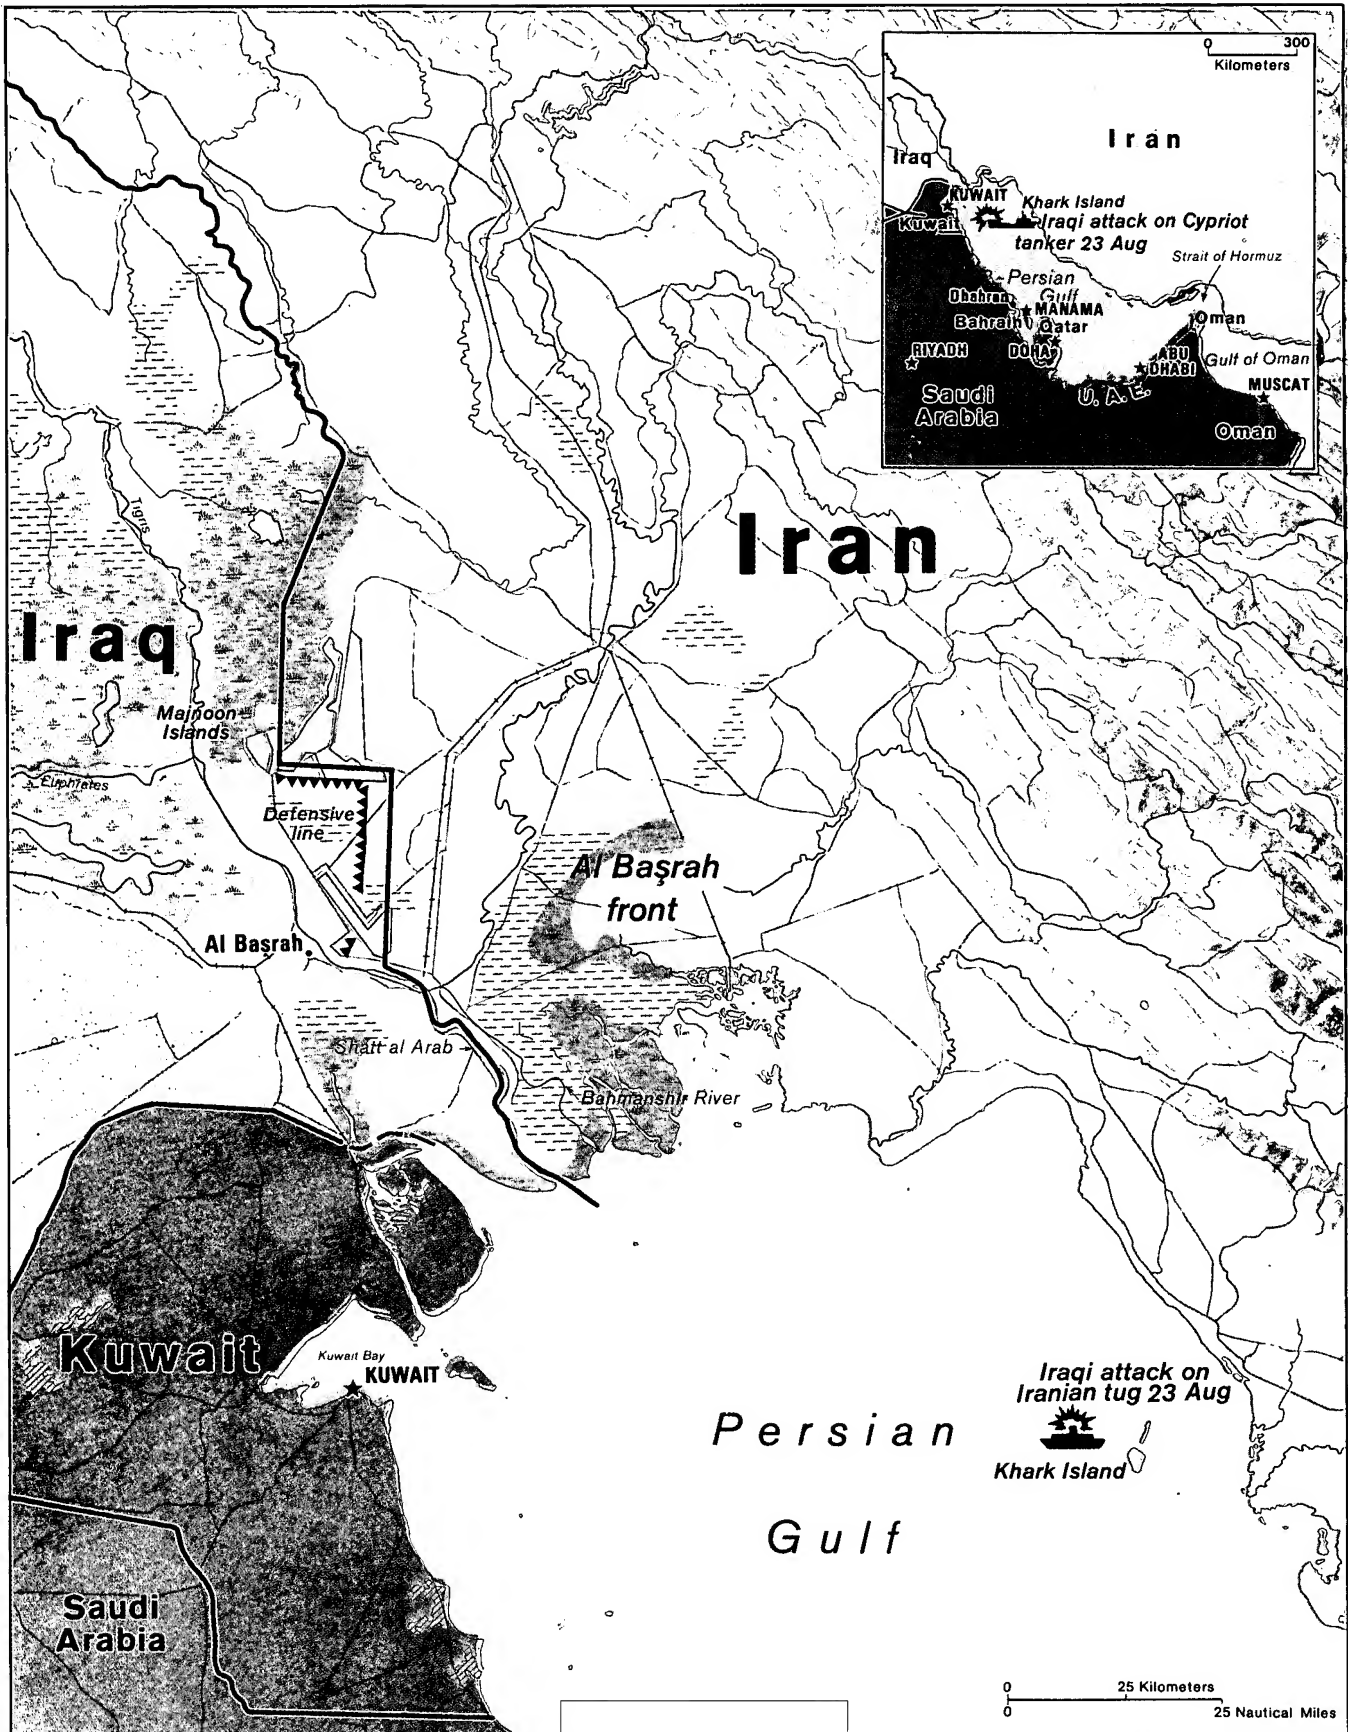 0 300
Kilometers
Iran
Iraq
KUWAIT
Kuwait
Khark Island
Iraqi attack on Cypriot
tanker 23 Aug
Strait of Hormuz
Persian
Gulf
Dhahran
MANAMA
Bahrain
Qatar
Oman
RIYADH
DOHA
ABU
DHABI
Gulf of Oman
MUSCAT
Saudi
Arabia
U. A. E.
Oman
Tigris
Iran
Iraq
Majnoon
Islands
Euphrates
Defensive
line
Al Başrah
front
Al Başrah
Shatt al Arab
Bahmanshir River
Kuwait
Kuwait Bay
KUWAIT
Iraqi attack on
Iranian tug 23 Aug
Persian
Khark Island
Gulf
Saudi
Arabia
0 25 Kilometers
0 25 Nautical Miles